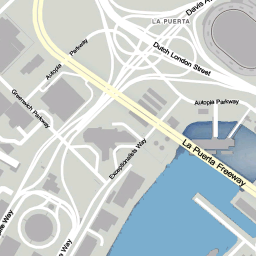 Davis A
LA PUERTA
Parkway
Autopia
Dutch London Street
Greenwich Parkway
Autopia Parkway
La Puerta Freeway
Exceptionalists Way
Way
Way